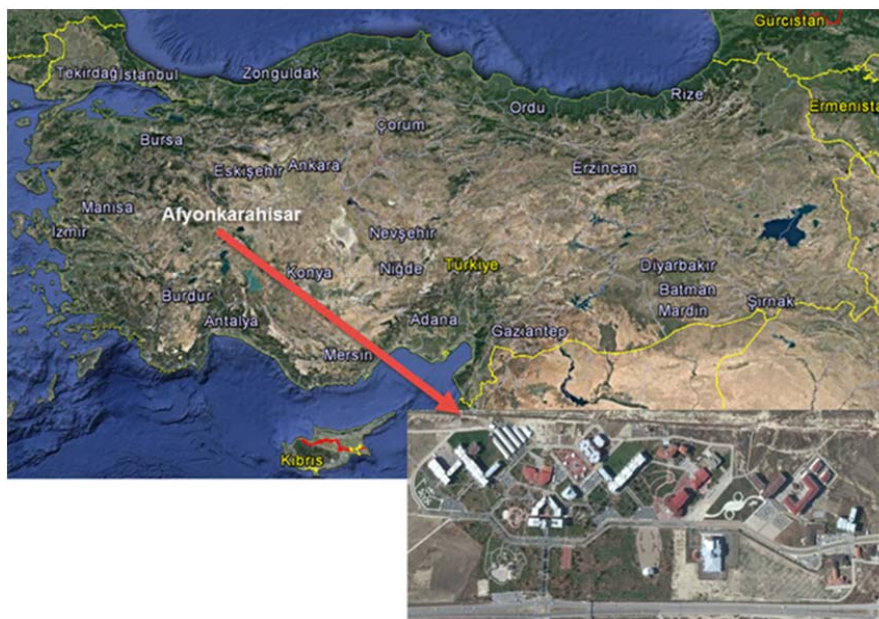 Gürcistan
Tekirdağ
İstanbul
Zonguldak
Rize
Ordu
Ermenista
Çorum
Bursa
Eskişehir
Ankara
Erzincan
Manisa
Afyonkarahisar
İzmir
Nevşehir
Konya
Niğde
Türkiye
Diyarbakır
Burdur
Batman
Şırnak
Mardin
Antalya
Adana
Gaziantep
Mersin
Kıbrıs